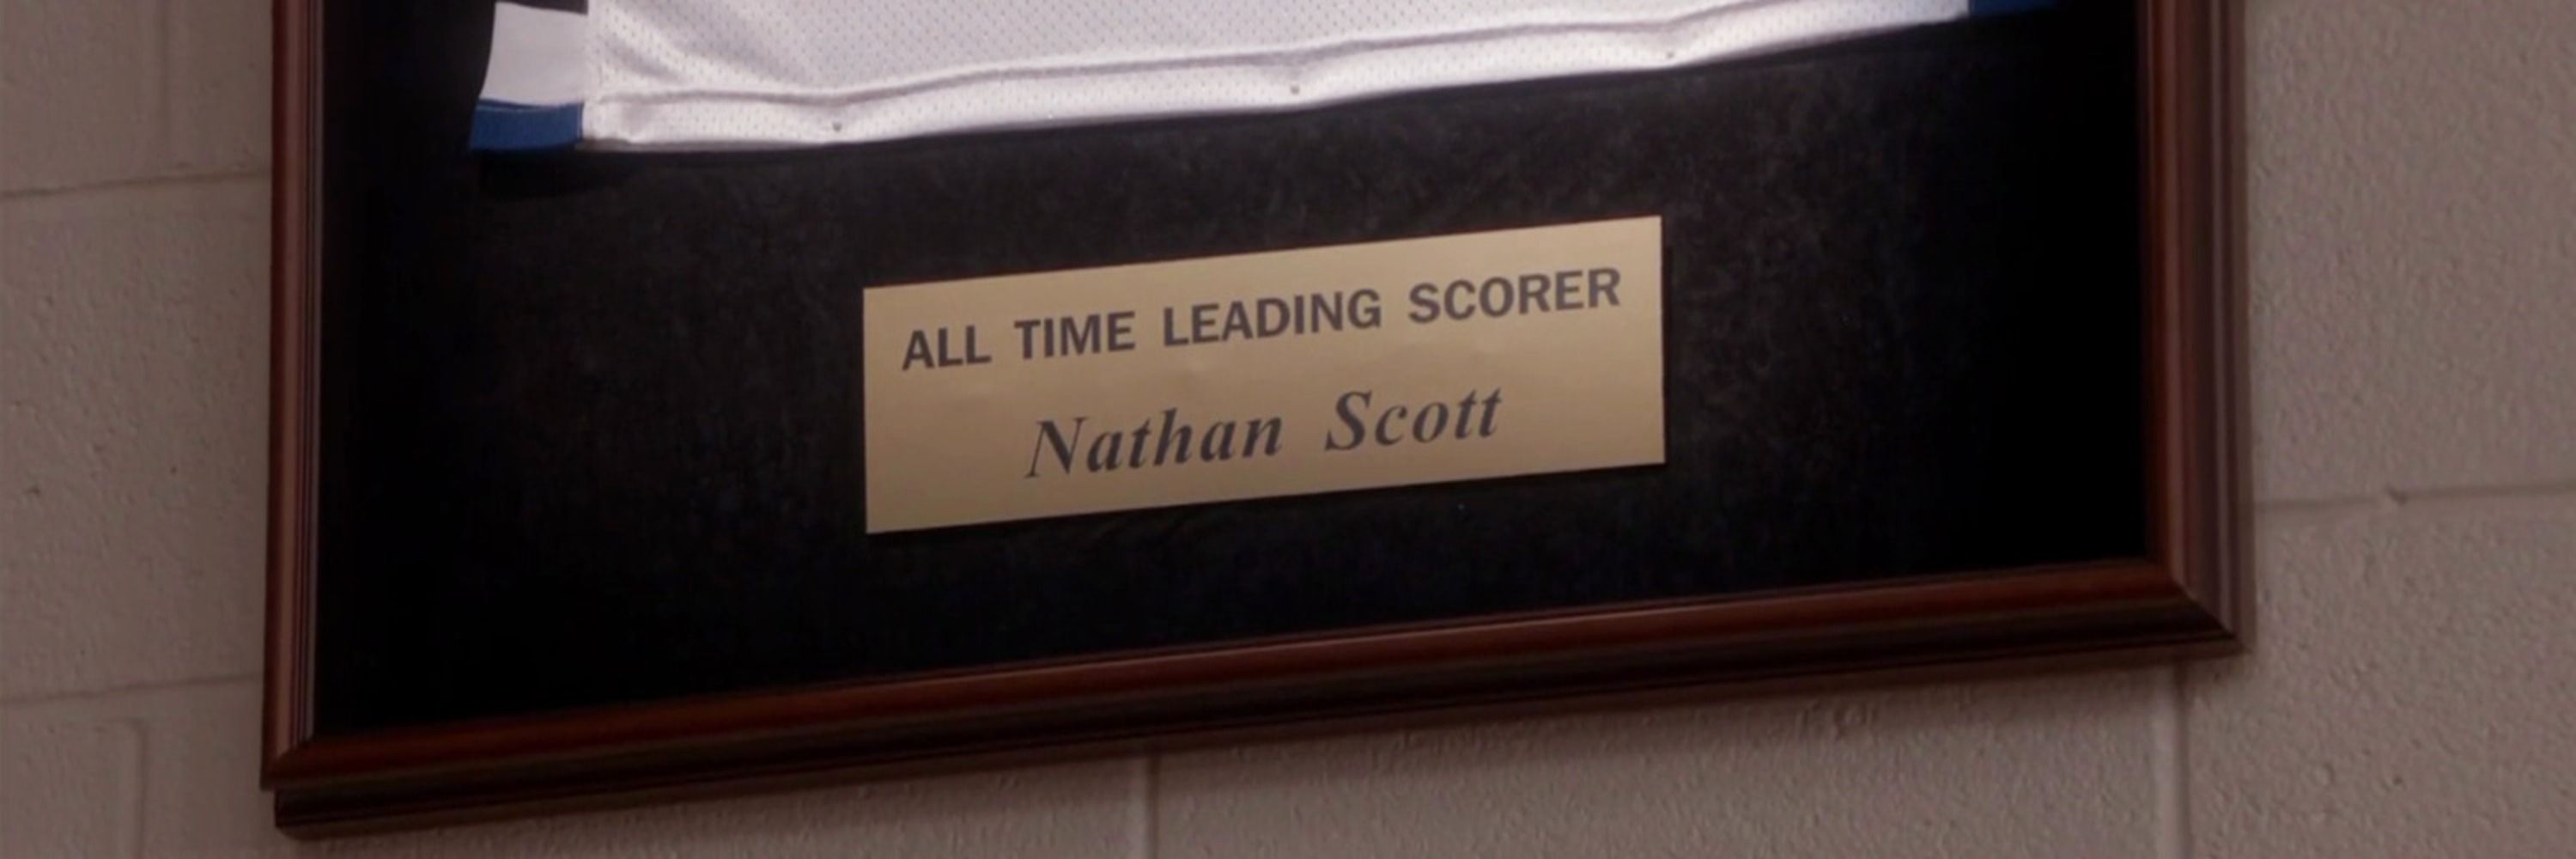 ALL TIME LEADING SCORER
Nathan Scott